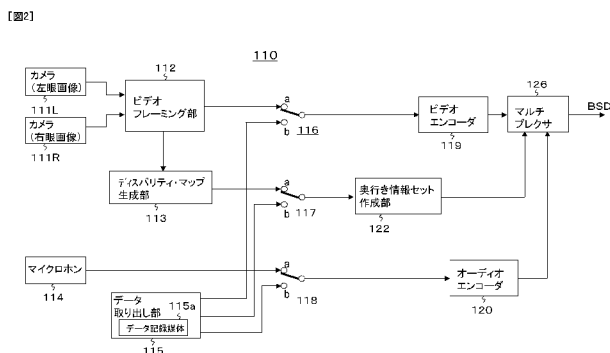 [図2]
110
カメラ
(左眼画像)
111L
カメラ
(右眼画像)
111R
112
ビデオ
フレーミング部
a
b
116
ビデオ
エンコーダ
119
126
マルチ
プレクサ
BSD
ディスパリティ・マップ
生成部
113
a
b
117
奥行き情報セット
作成部
122
マイクロホン
114
a
b
118
オーディオ
エンコーダ
120
データ
取り出し部
115a
データ記録媒体
115